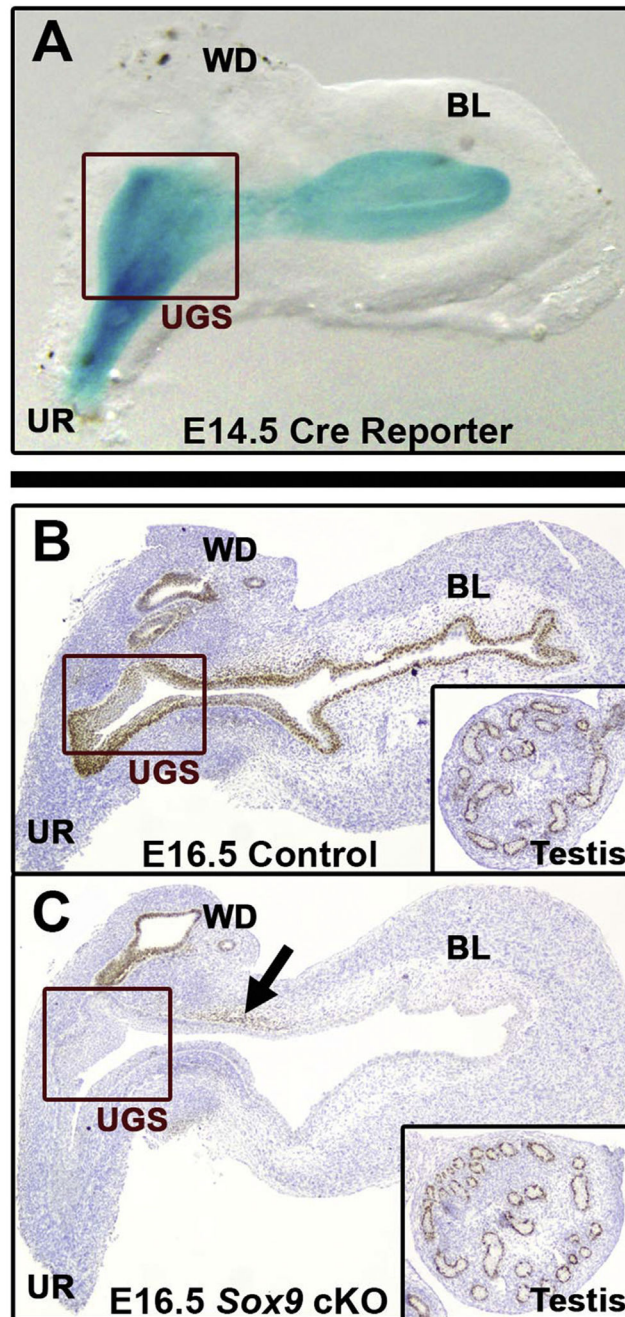 A
WD
BL
UGS
UR
E14.5 Cre Reporter
B
WD
BL
UGS
UR
E16.5 Control
Testis
C
WD
BL
UGS
UR
E16.5 Sox9 cKO
Testis